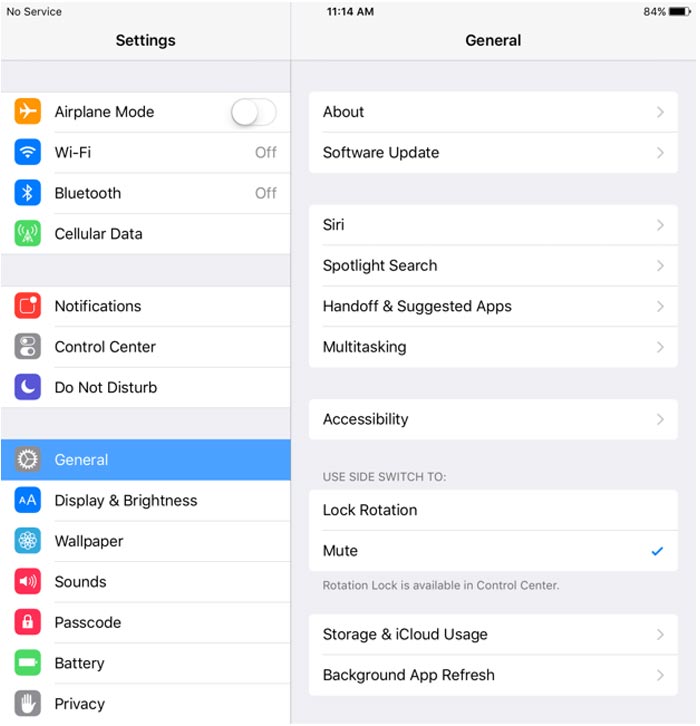 No Service
11:14 AM
84%
Settings
General
Airplane Mode
Wi-Fi
Off
Bluetooth
Off
Cellular Data
Notifications
Control Center
Do Not Disturb
General
AA
Display & Brightness
Wallpaper
Sounds
Passcode
Battery
Privacy
About
Software Update
Siri
Spotlight Search
Handoff & Suggested Apps
Multitasking
Accessibility
USE SIDE SWITCH TO:
Lock Rotation
Mute
Rotation Lock is available in Control Center.
Storage & iCloud Usage
Background App Refresh